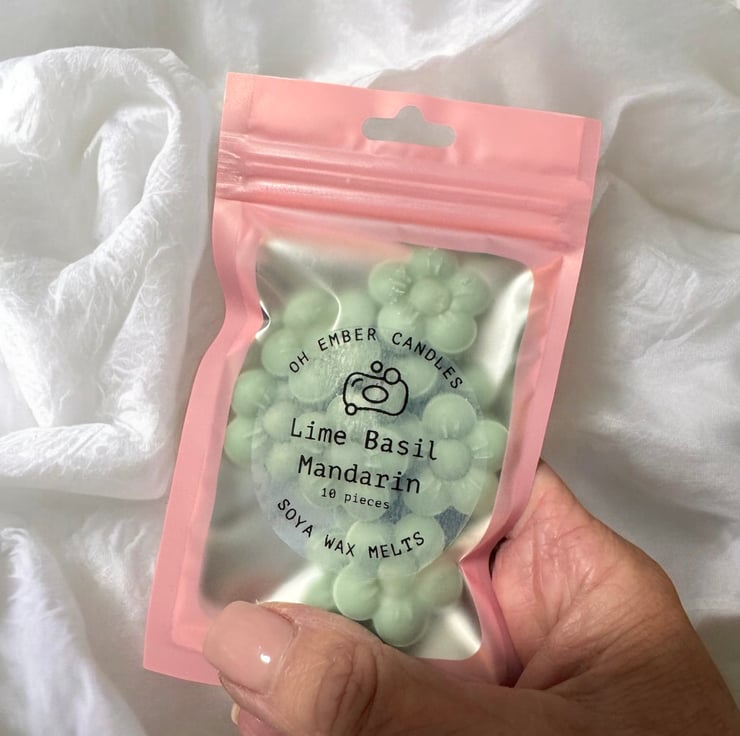 OH EMBER CANDLES
Lime Basil
Mandarin
10 pieces
SOYA WAX MELTS